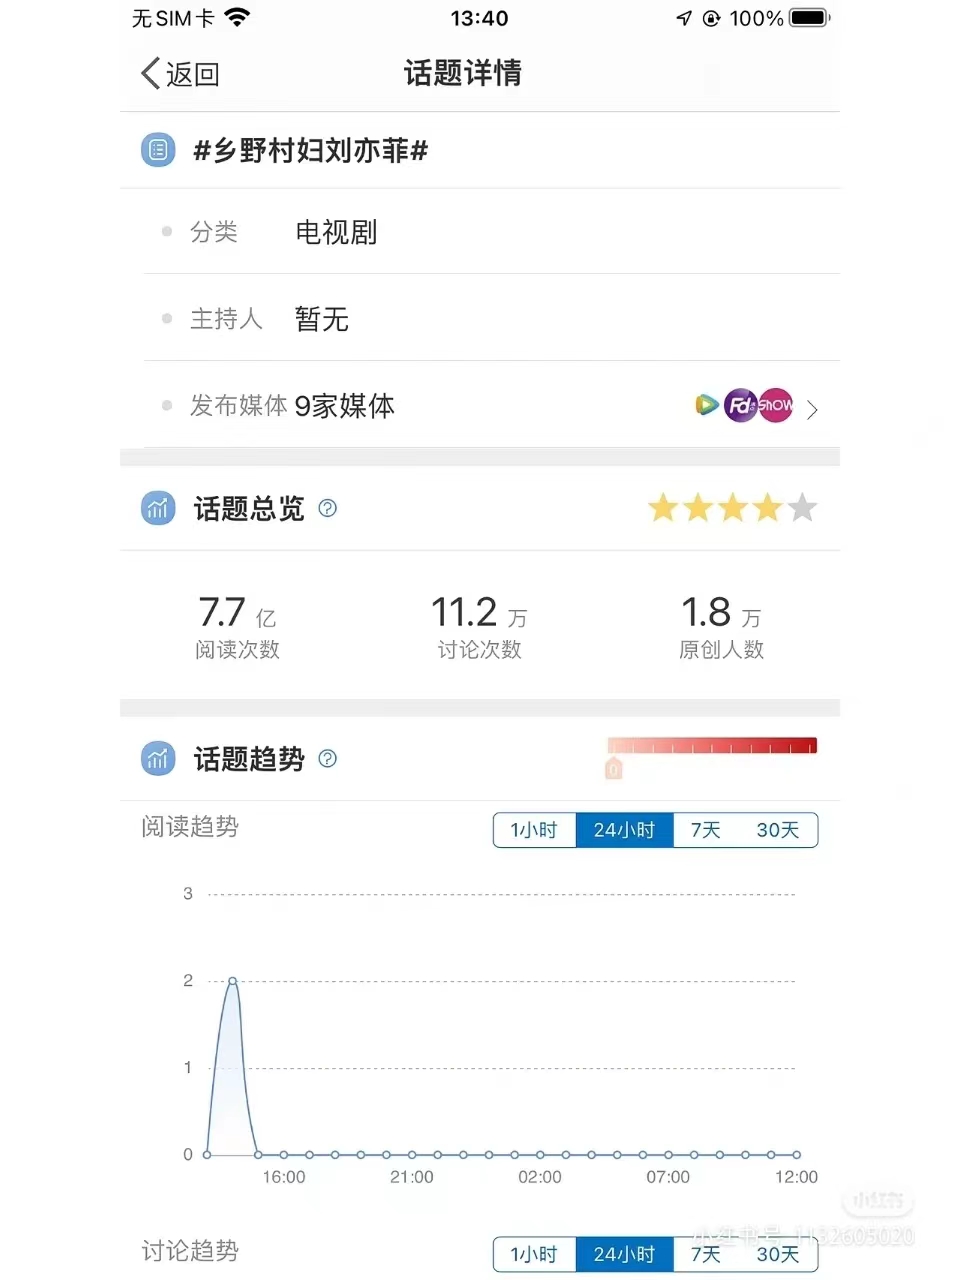 无SIM卡 13:40 100%
返回 话题详情
#乡野村妇刘亦菲#
分类 电视剧
主持人 暂无
发布媒体 9家媒体 Fd ShOW
话题总览 ?
7.7 亿 11.2 万 1.8 万
阅读次数 讨论次数 原创人数
话题趋势 ?
0
阅读趋势 1小时 24小时 7天 30天
3
2
1
0
16:00 21:00 02:00 07:00 12:00
小红书
小红书号 1132605020
讨论趋势 1小时 24小时 7天 30天